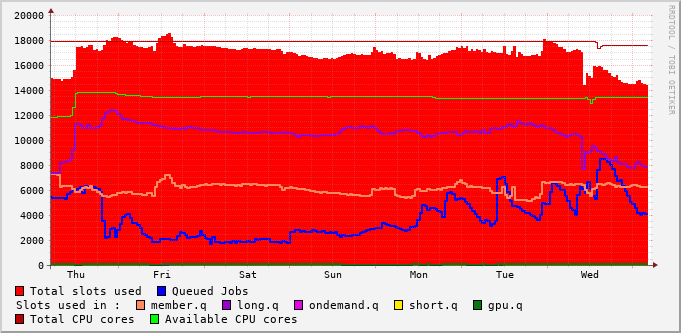 20000
18000
16000
14000
12000
10000
8000
6000
4000
2000
0
Thu Fri Sat Sun Mon Tue Wed
Total slots used Queued Jobs
Slots used in : member.q long.q ondemand.q short.q gpu.q
Total CPU cores Available CPU cores
RRDTOOL / TOBI OETIKER